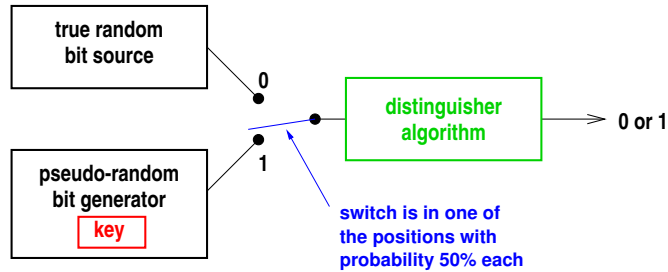 true random
bit source
0
distinguisher
algorithm
0 or 1
1
pseudo-random
bit generator
key
switch is in one of
the positions with
probability 50% each